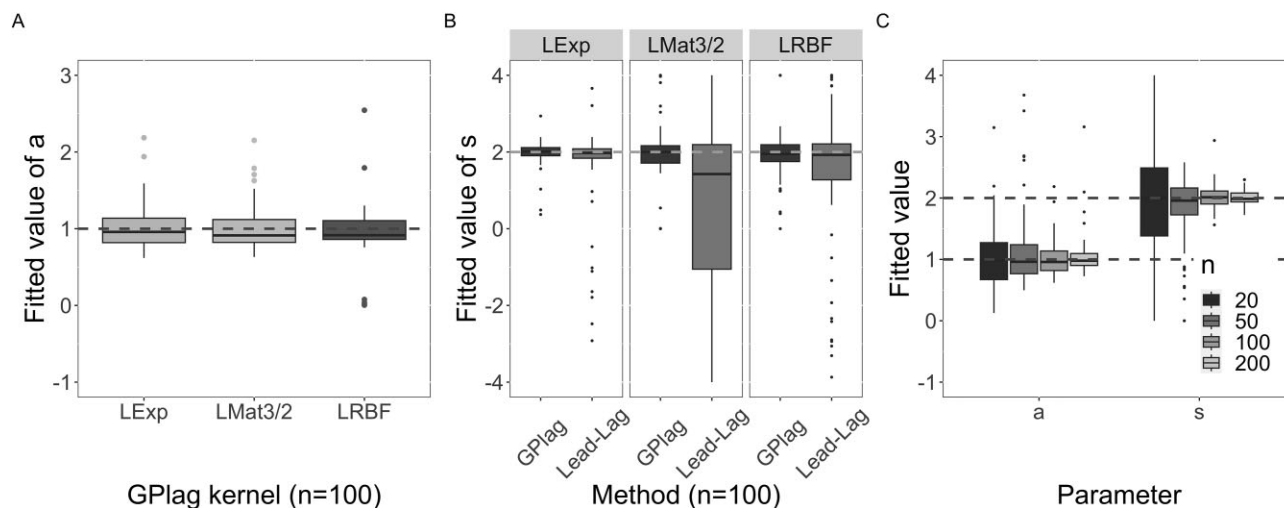 A
Fitted value of a
3
2
1
0
-1
LExp LMat3/2 LRBF
GPlag kernel (n=100)
B
LExp LMat3/2 LRBF
Fitted value of s
4
2
0
-2
-4
GPlag Lead-Lag GPlag Lead-Lag GPlag Lead-Lag
Method (n=100)
C
Fitted value
4
3
2
1
0
-1
n
20
50
100
200
a s
Parameter